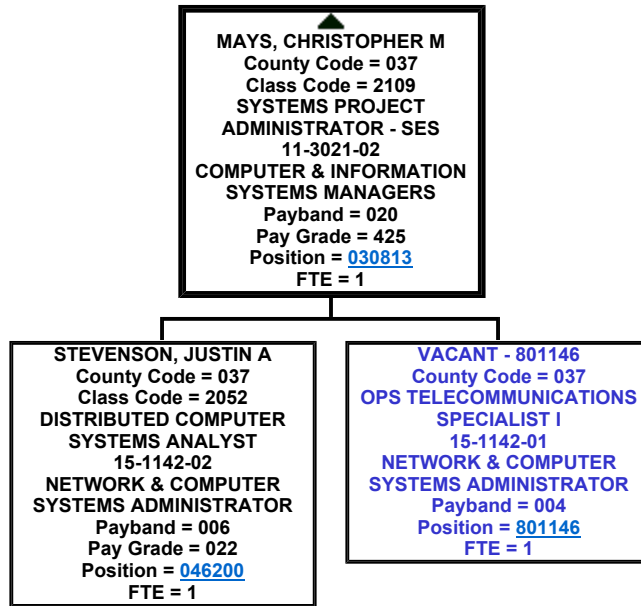 MAYS, CHRISTOPHER M
County Code = 037
Class Code = 2109
SYSTEMS PROJECT
ADMINISTRATOR - SES
11-3021-02
COMPUTER & INFORMATION
SYSTEMS MANAGERS
Payband = 020
Pay Grade = 425
Position = 030813
FTE = 1
STEVENSON, JUSTIN A
County Code = 037
Class Code = 2052
DISTRIBUTED COMPUTER
SYSTEMS ANALYST
15-1142-02
NETWORK & COMPUTER
SYSTEMS ADMINISTRATOR
Payband = 006
Pay Grade = 022
Position = 046200
FTE = 1
VACANT - 801146
County Code = 037
OPS TELECOMMUNICATIONS
SPECIALIST I
15-1142-01
NETWORK & COMPUTER
SYSTEMS ADMINISTRATOR
Payband = 004
Position = 801146
FTE = 1